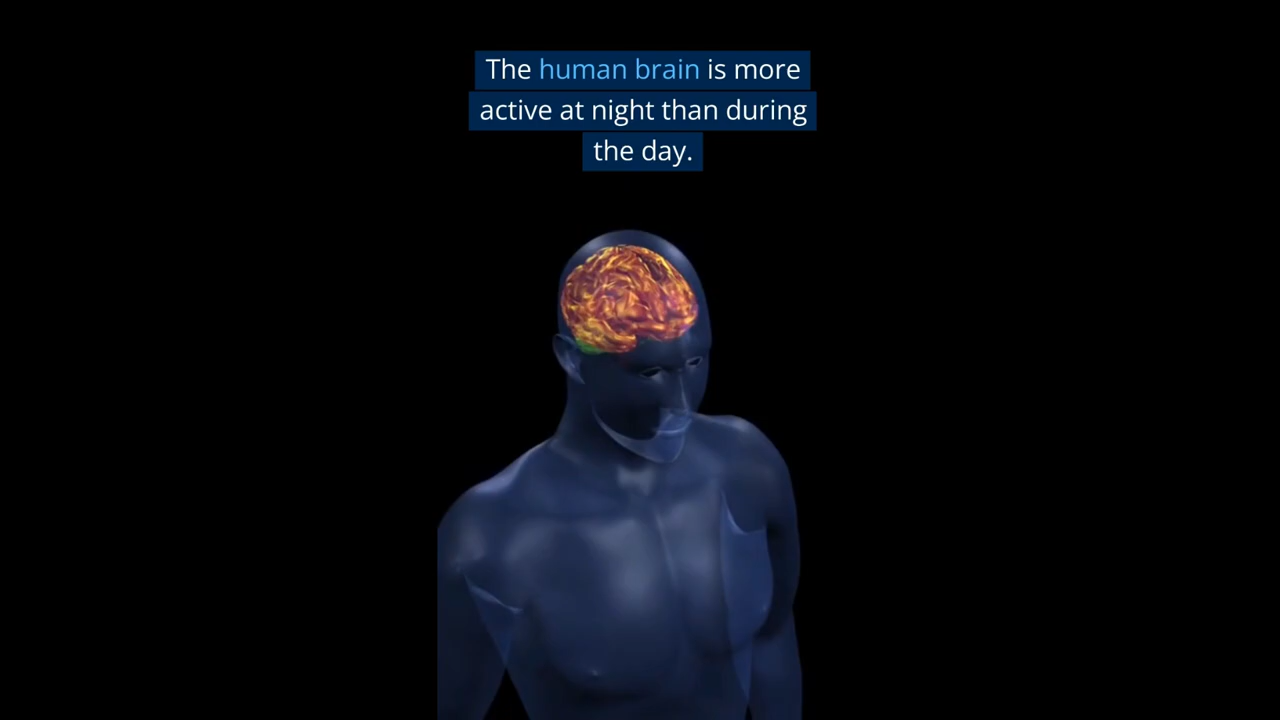 The human brain is more
active at night than during
the day.